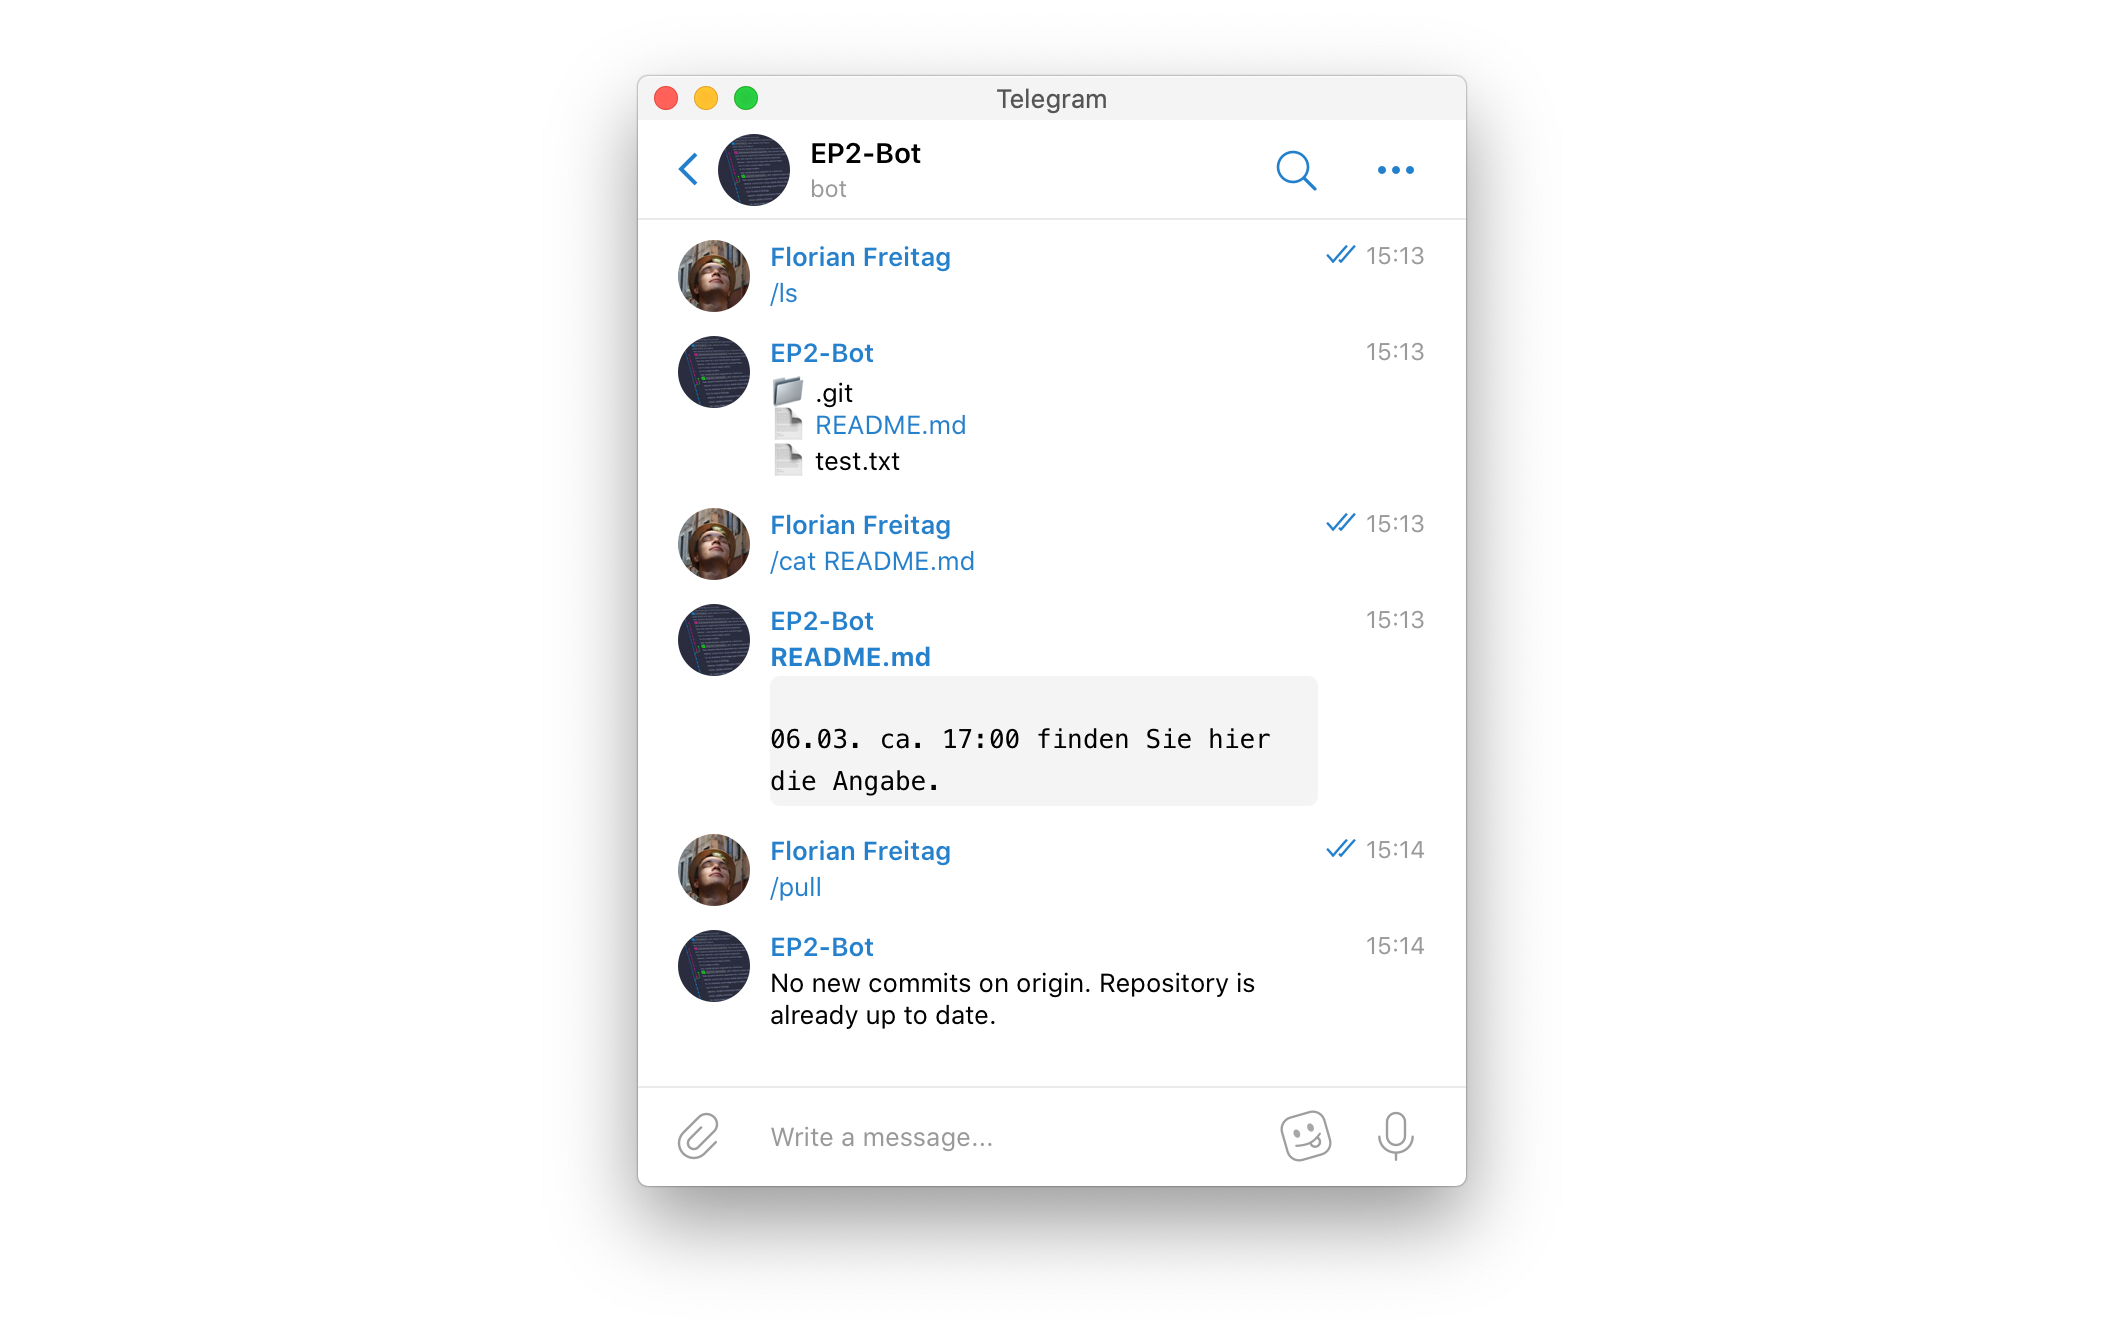 Telegram
EP2-Bot
bot
Florian Freitag 15:13
/ls
EP2-Bot 15:13
.git
README.md
test.txt
Florian Freitag 15:13
/cat README.md
EP2-Bot 15:13
README.md
06.03. ca. 17:00 finden Sie hier
die Angabe.
Florian Freitag 15:14
/pull
EP2-Bot 15:14
No new commits on origin. Repository is
already up to date.
Write a message...